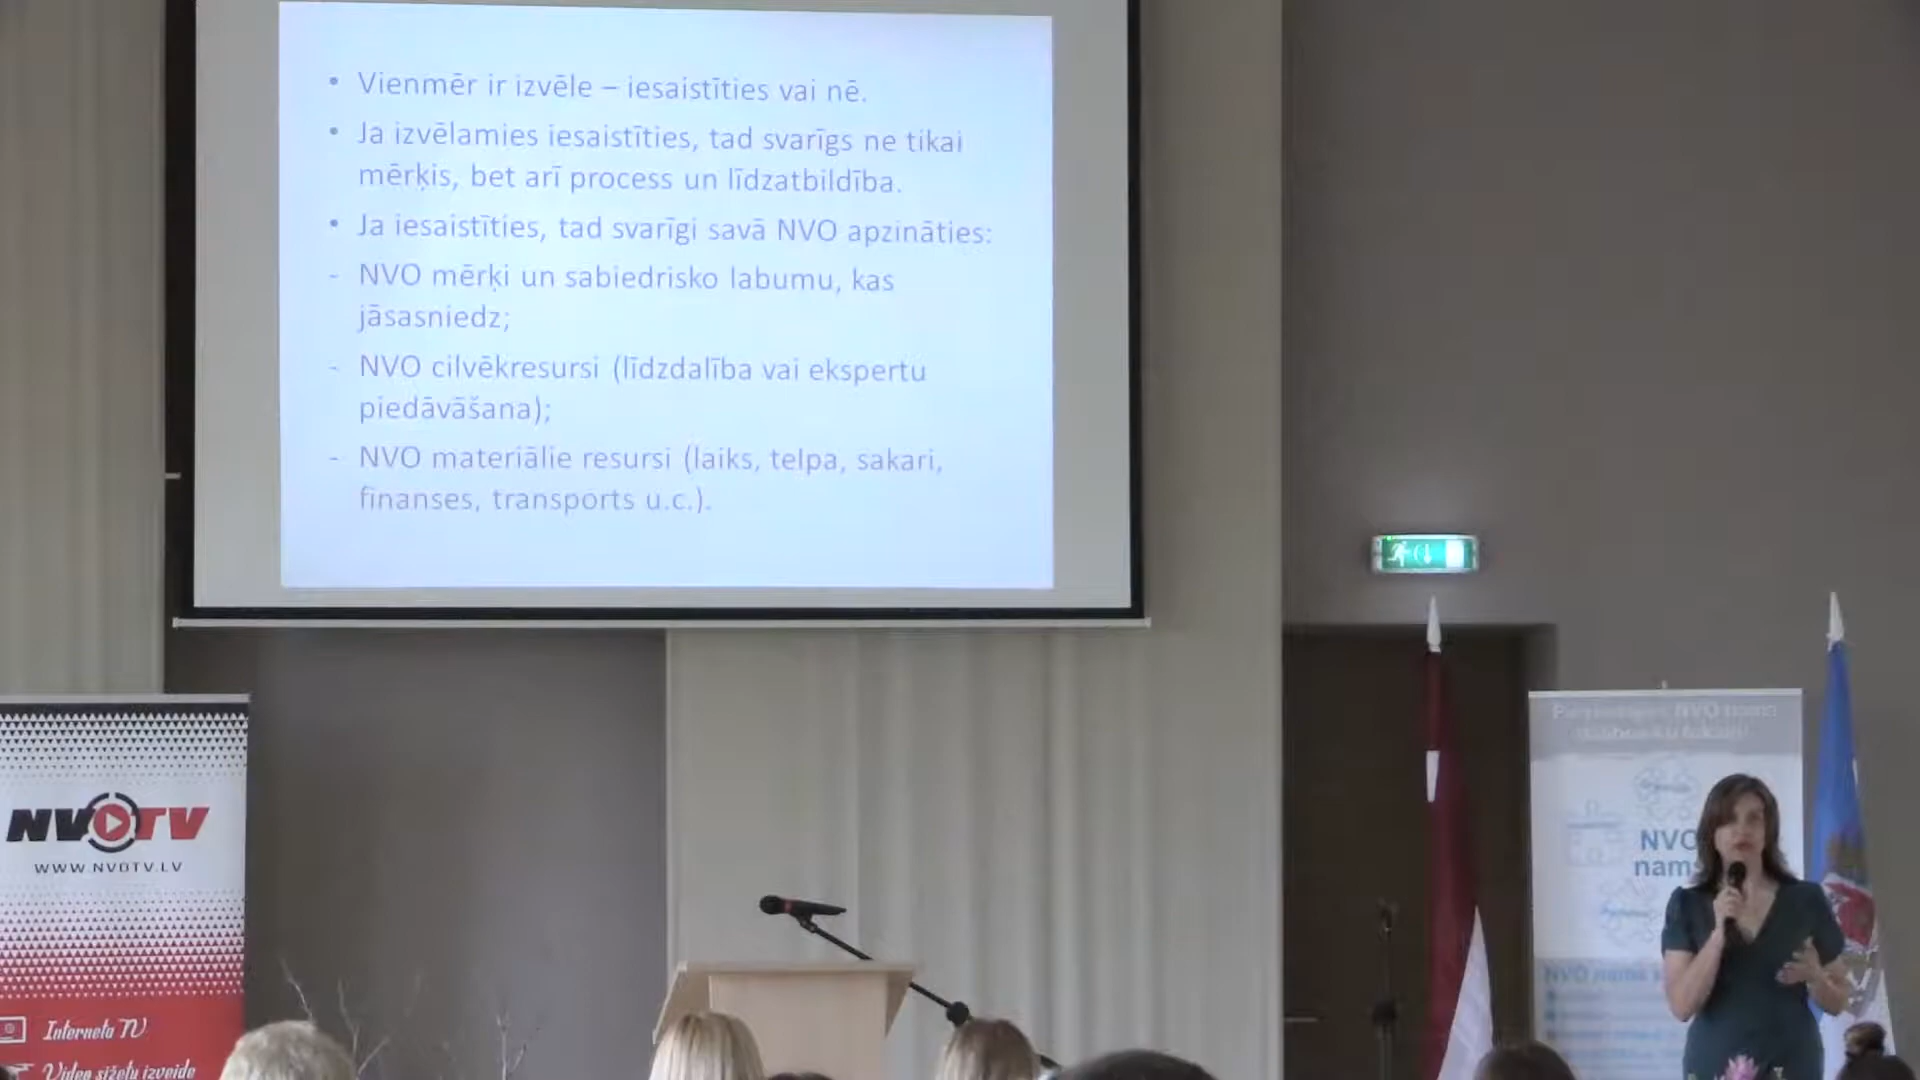 • Vienmēr ir izvēle – iesaistīties vai nē.
• Ja izvēlamies iesaistīties, tad svarīgs ne tikai
mērķis, bet arī process un līdzatbildība.
• Ja iesaistīties, tad svarīgi savā NVO apzināties:
- NVO mērķi un sabiedrisko labumu, kas
jāsasniedz;
- NVO cilvēkresursi (līdzdalība vai ekspertu
piedāvāšana);
- NVO materiālie resursi (laiks, telpa, sakari,
finanses, transports u.c.).
NVOTV
WWW.NVOTV.LV
Interneta TV
Video sižetu izveide
NVO
nams
NVO nams